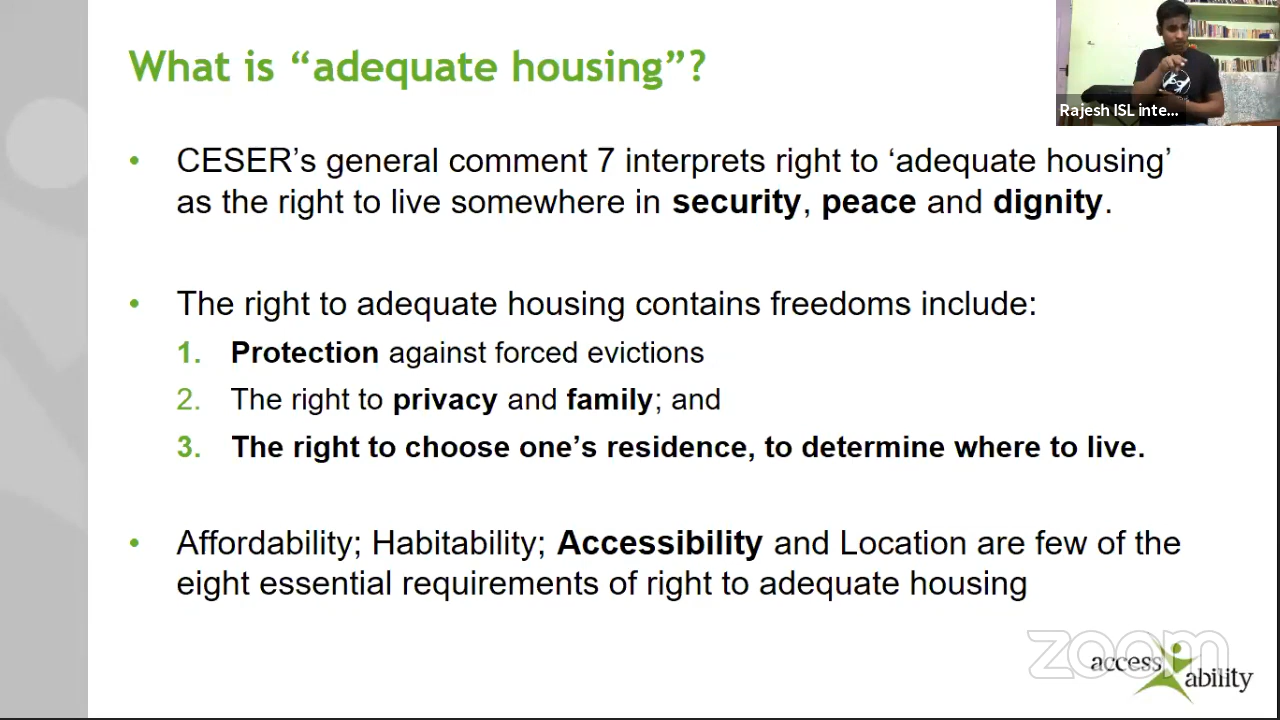 What is “adequate housing”?
Rajesh ISL inte...
• CESER’s general comment 7 interprets right to ‘adequate housing’
as the right to live somewhere in security, peace and dignity.
• The right to adequate housing contains freedoms include:
1. Protection against forced evictions
2. The right to privacy and family; and
3. The right to choose one’s residence, to determine where to live.
• Affordability; Habitability; Accessibility and Location are few of the
eight essential requirements of right to adequate housing
zoom
access ability